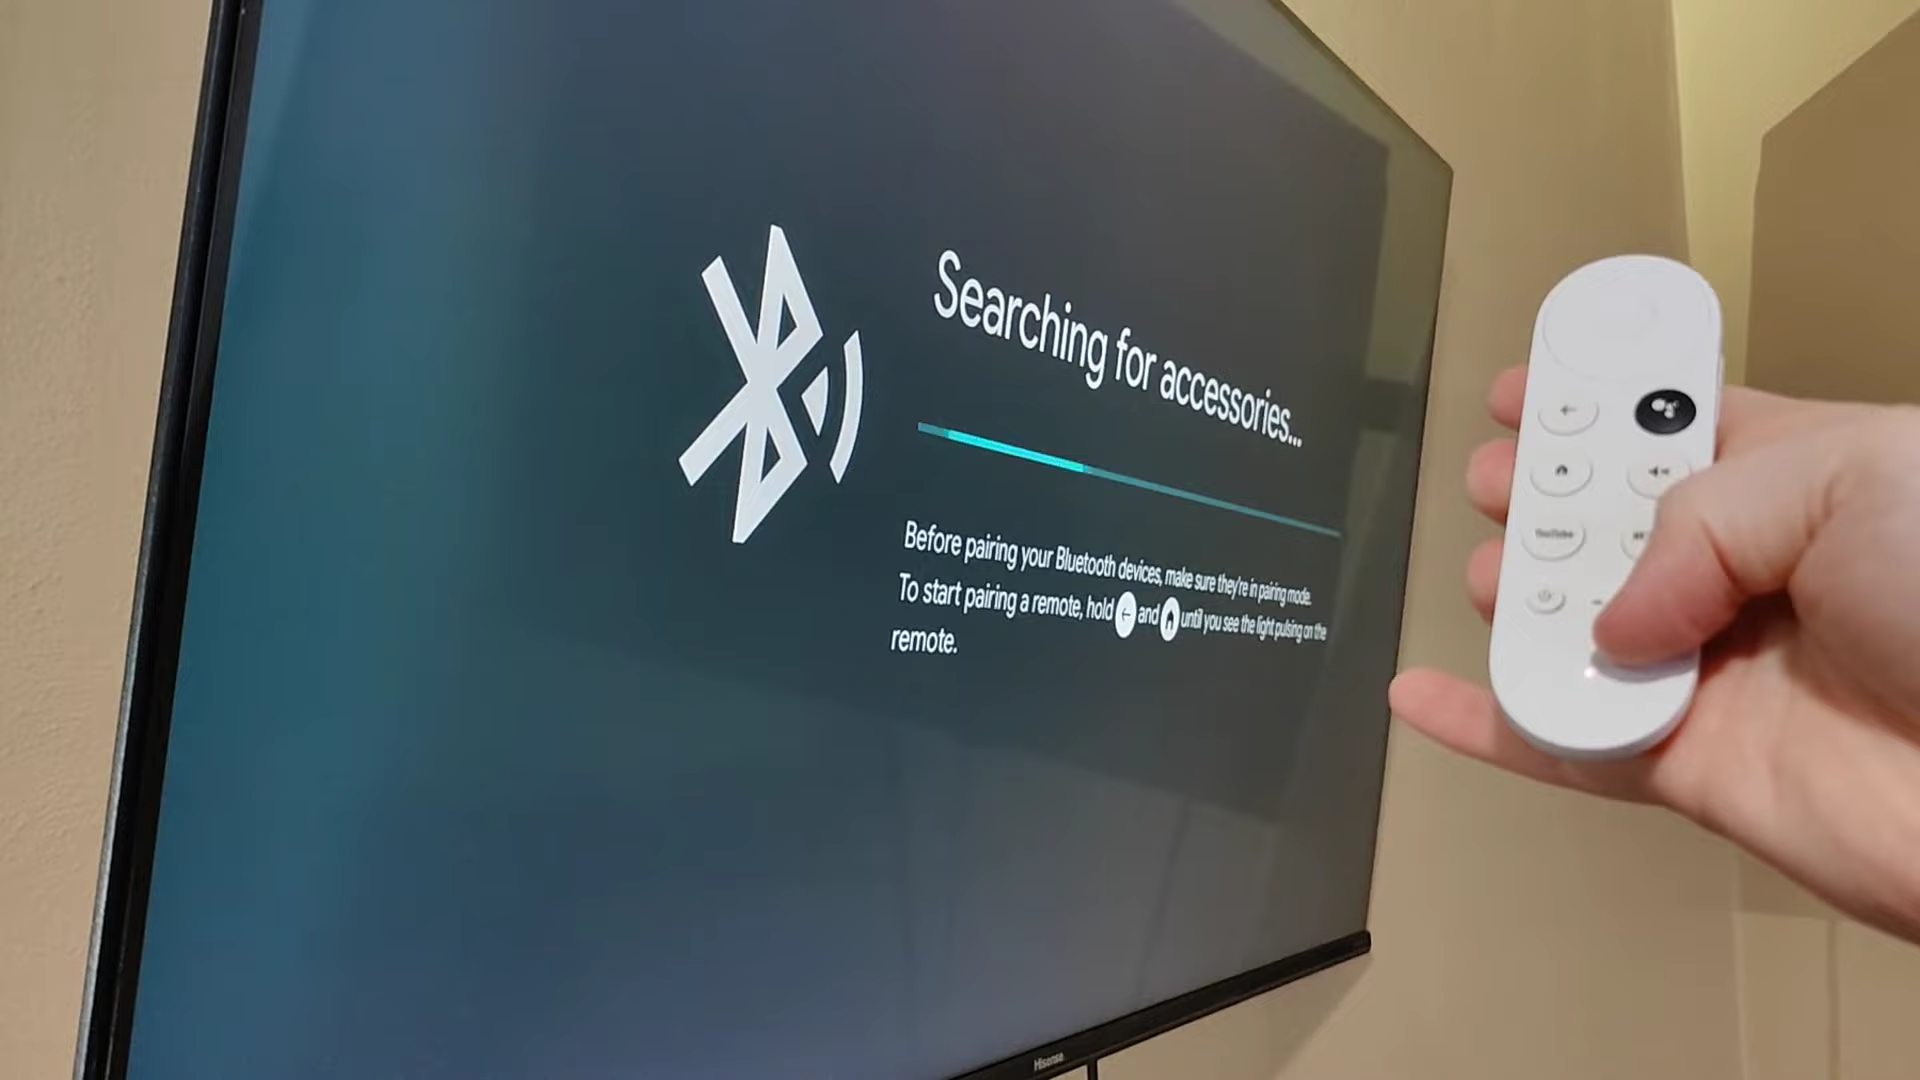 Searching for accessories...
Before pairing your Bluetooth devices, make sure they're in pairing mode.
To start pairing a remote, hold and until you see the light pulsing on the
remote.
YouTube
Hisense